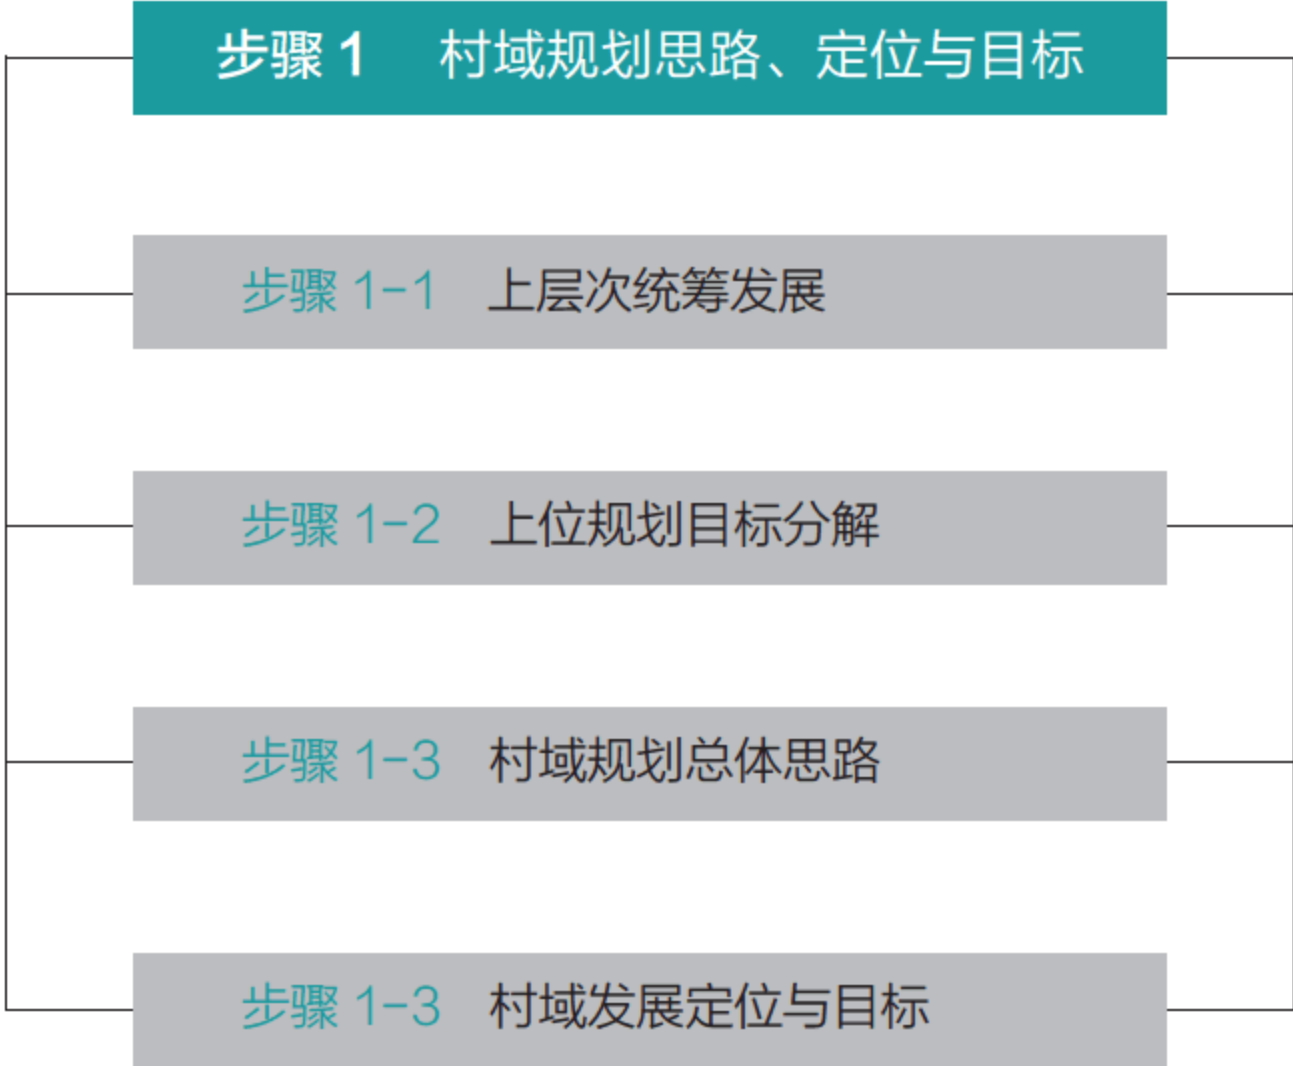 步骤 1 村域规划思路、定位与目标
步骤 1-1 上层次统筹发展
步骤 1-2 上位规划目标分解
步骤 1-3 村域规划总体思路
步骤 1-3 村域发展定位与目标